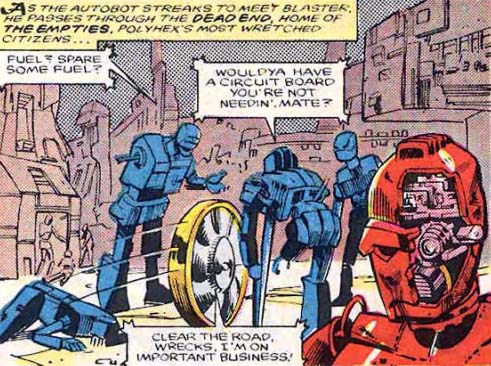 AS THE AUTOBOT STREAKS TO MEET BLASTER,
HE PASSES THROUGH THE DEAD END, HOME OF
THE EMPTIES, POLYHEX'S MOST WRETCHED
CITIZENS...
FUEL? SPARE
SOME FUEL?
WOULDYA HAVE
A CIRCUIT BOARD
YOU'RE NOT
NEEDIN', MATE?
CLEAR THE ROAD,
WRECKS, I'M ON
IMPORTANT BUSINESS!